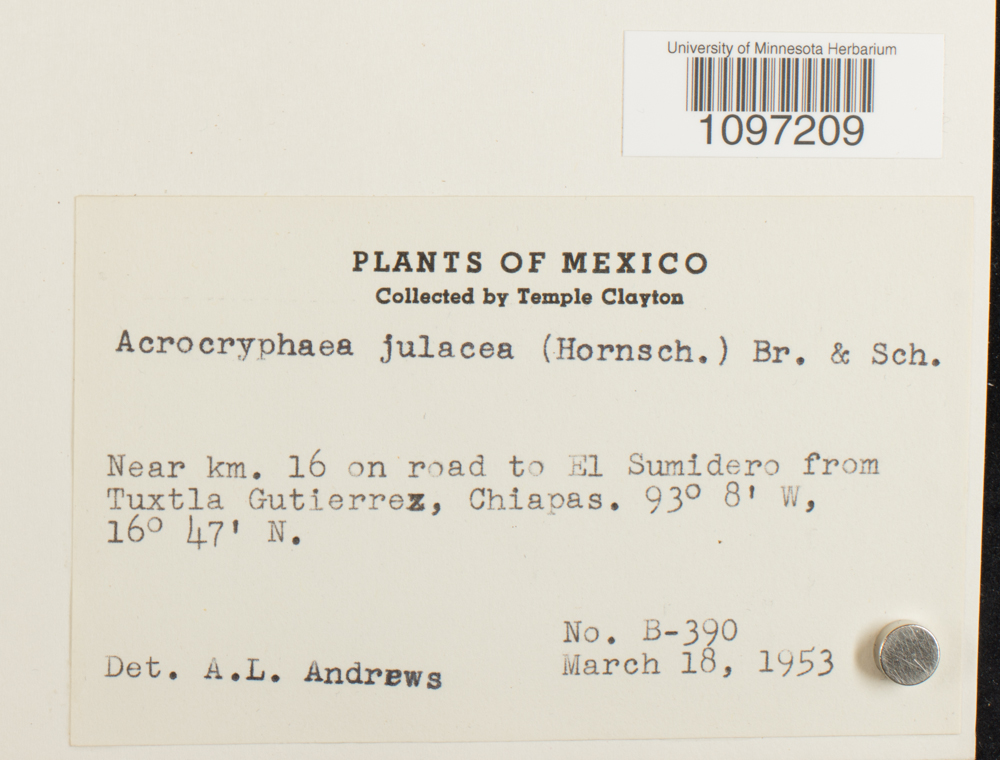 University of Minnesota Herbarium
1097209
PLANTS OF MEXICO
Collected by Temple Clayton
Acrocryphaea julacea (Hornsch.) Br. & Sch.
Near km. 16 on road to El Sumidero from
Tuxtla Gutierrez, Chiapas. 93° 8' W,
16° 47' N.
No. B-390
Det. A.L. Andrews
March 18, 1953